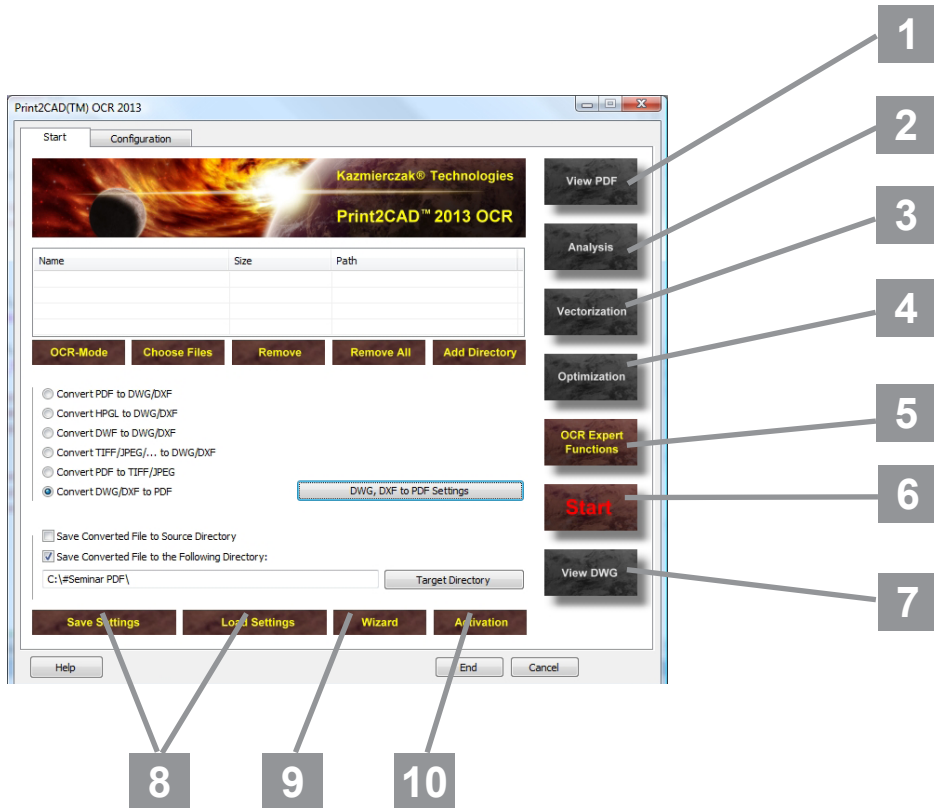 1
Print2CAD(TM) OCR 2013
2
Start Configuration
Kazmierczak® Technologies
Print2CAD™ 2013 OCR
View PDF
3
Name Size Path
Analysis
4
Vectorization
OCR-Mode Choose Files Remove Remove All Add Directory
Optimization
Convert PDF to DWG/DXF
Convert HPGL to DWG/DXF
Convert DWF to DWG/DXF
Convert TIFF/JPEG/... to DWG/DXF
Convert PDF to TIFF/JPEG
Convert DWG/DXF to PDF
DWG, DXF to PDF Settings
5
OCR Expert
Functions
6
Start
Save Converted File to Source Directory
Save Converted File to the Following Directory:
C:\#Seminar PDF\
Target Directory
View DWG
7
Save Settings Load Settings Wizard Activation
Help End Cancel
8 9 10